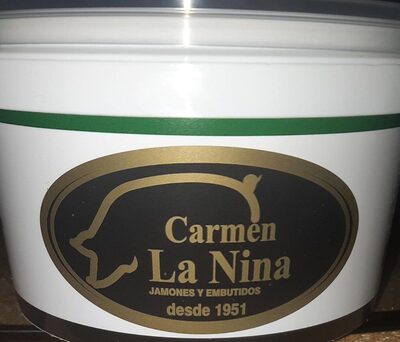 Carmen
La Nina
JAMONES Y EMBUTIDOS
desde 1951